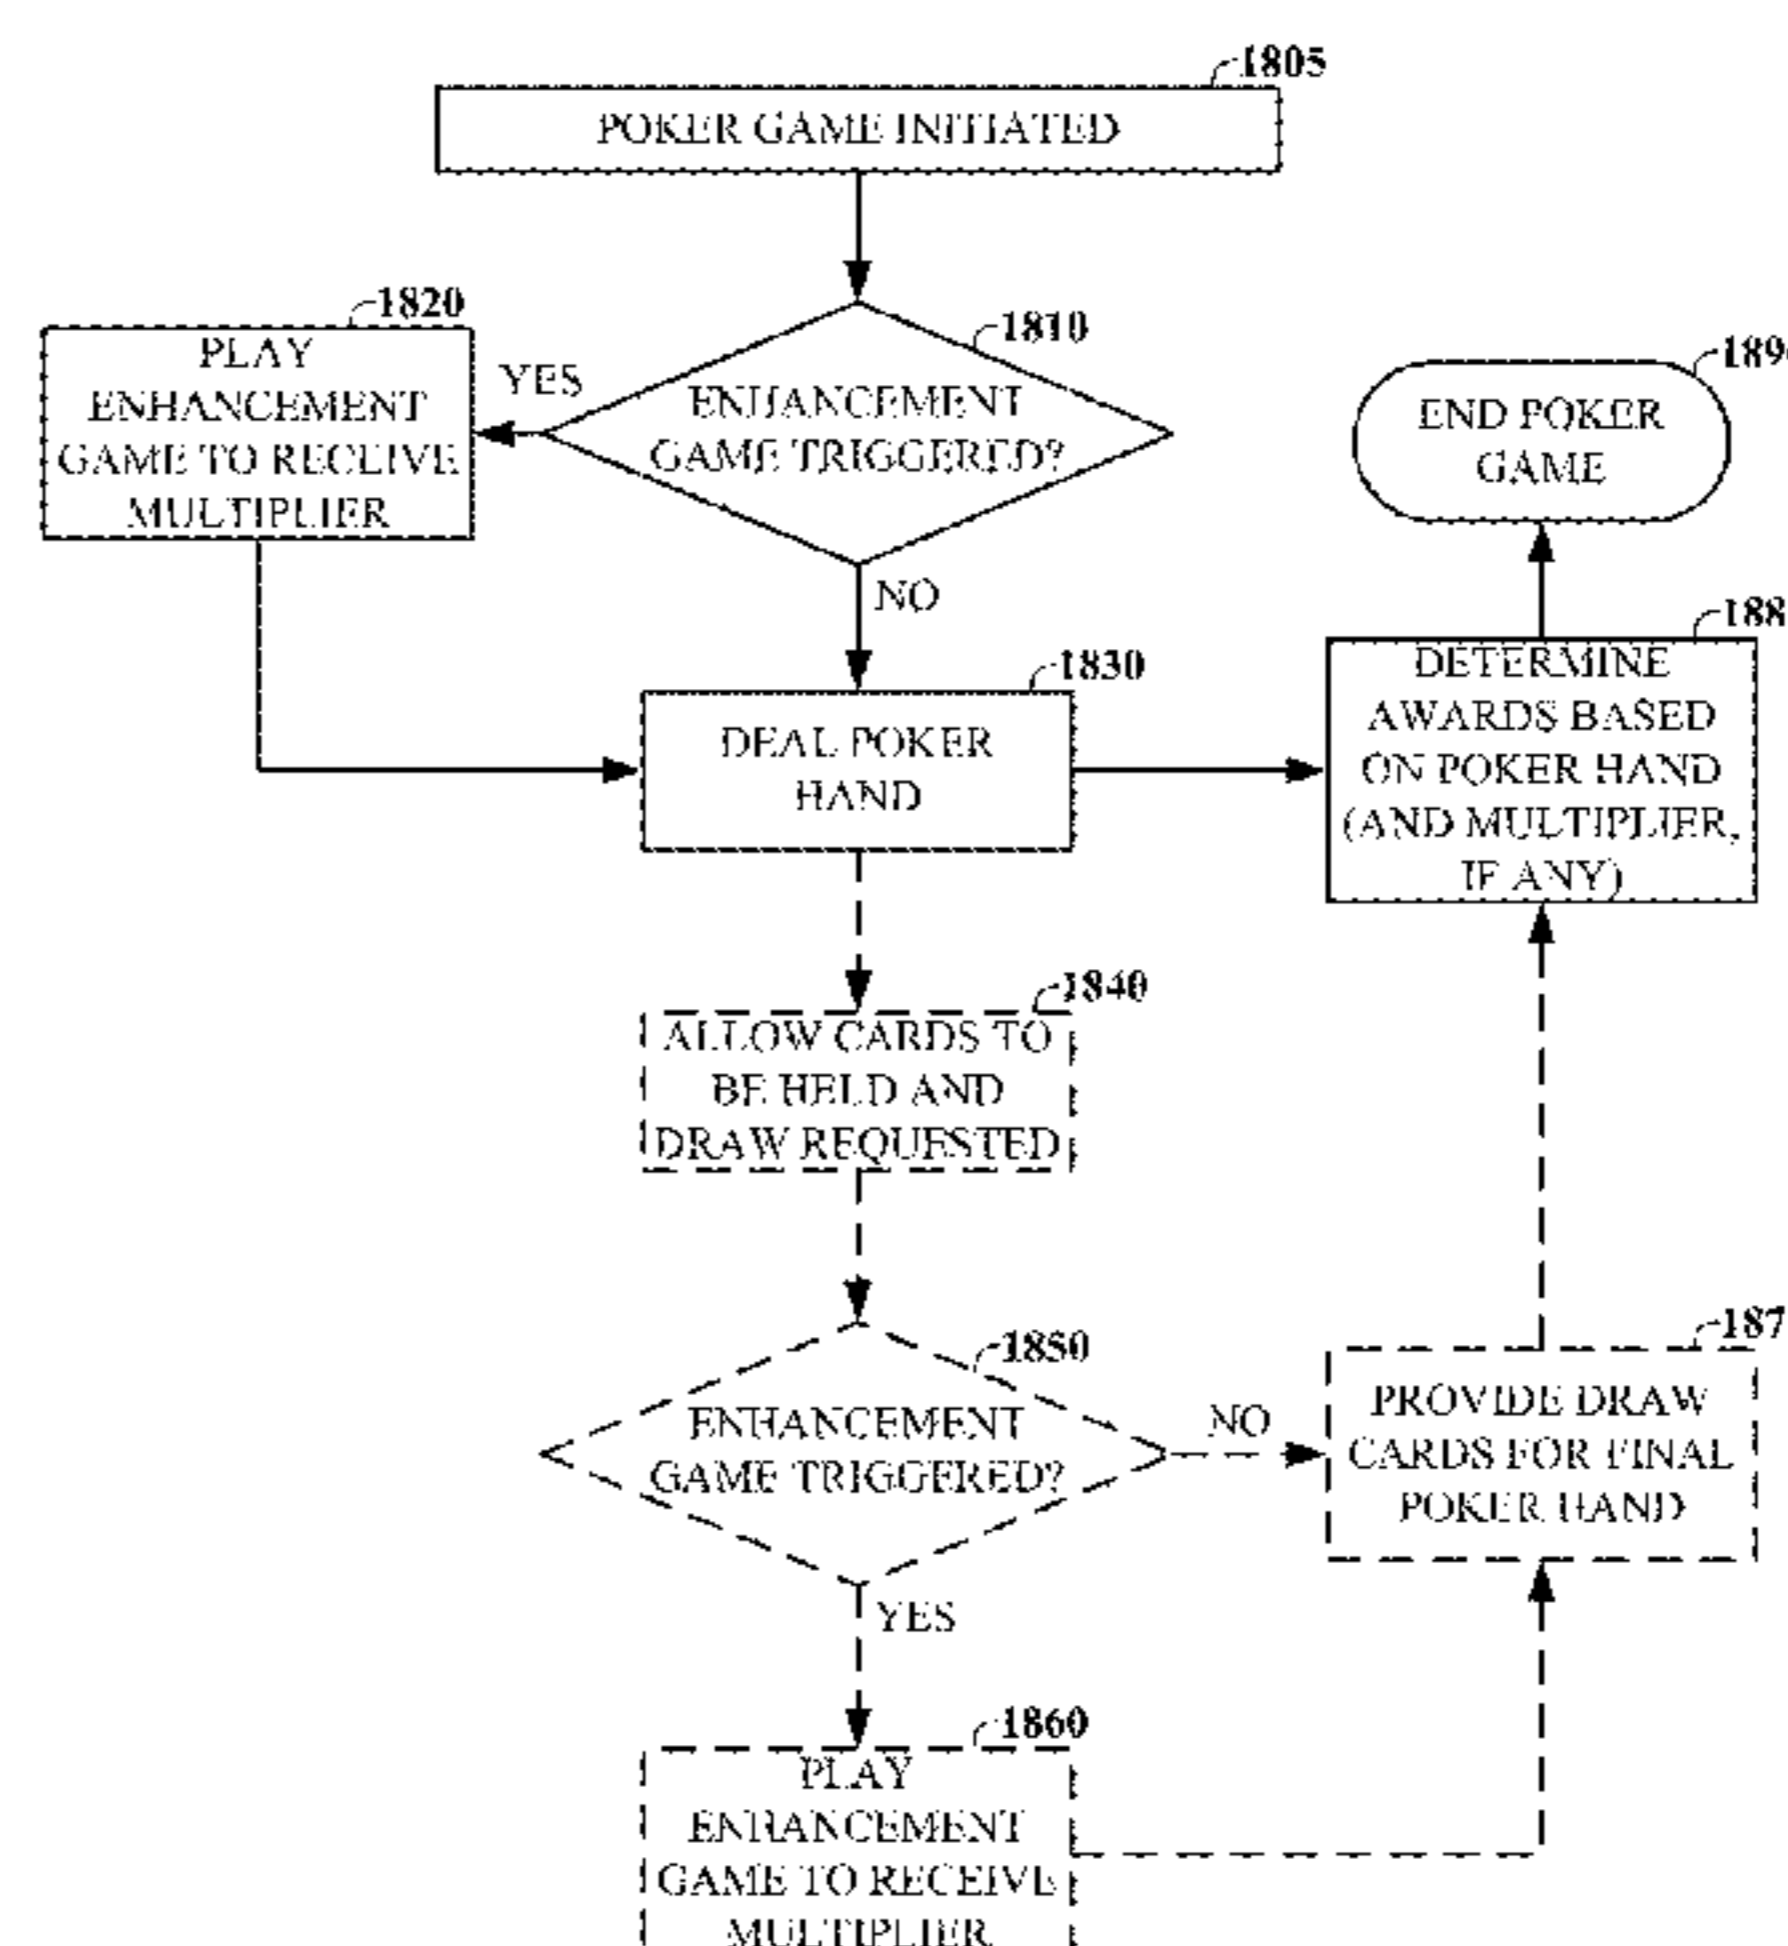 1805
POKER GAME INITIATED
1820
PLAY
ENHANCEMENT
GAME TO RECEIVE
MULTIPLIER
YES
1810
ENHANCEMENT
GAME TRIGGERED?
NO
189
END POKER
GAME
1830
DEAL POKER
HAND
188
DETERMINE
AWARDS BASED
ON POKER HAND
(AND MULTIPLIER,
IF ANY)
1840
ALLOW CARDS TO
BE HELD AND
DRAW REQUESTED
1850
ENHANCEMENT
GAME TRIGGERED?
NO
187
PROVIDE DRAW
CARDS FOR FINAL
POKER HAND
YES
1860
PLAY
ENHANCEMENT
GAME TO RECEIVE
MULTIPLIER